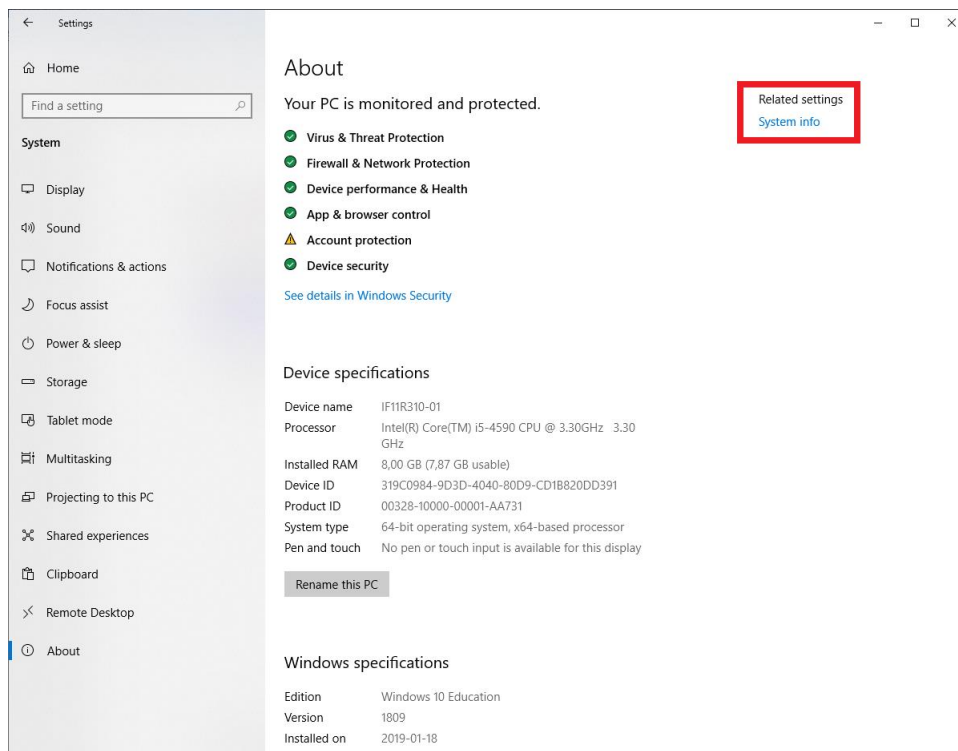 Settings
Home
Find a setting
System
Display
Sound
Notifications & actions
Focus assist
Power & sleep
Storage
Tablet mode
Multitasking
Projecting to this PC
Shared experiences
Clipboard
Remote Desktop
About
About
Your PC is monitored and protected.
Virus & Threat Protection
Firewall & Network Protection
Device performance & Health
App & browser control
Account protection
Device security
See details in Windows Security
Related settings
System info
Device specifications
Device name IF11R310-01
Processor Intel(R) Core(TM) i5-4590 CPU @ 3.30GHz 3.30
GHz
Installed RAM 8,00 GB (7,87 GB usable)
Device ID 319C0984-9D3D-4040-80D9-CD1B820DD391
Product ID 00328-10000-00001-AA731
System type 64-bit operating system, x64-based processor
Pen and touch No pen or touch input is available for this display
Rename this PC
Windows specifications
Edition Windows 10 Education
Version 1809
Installed on 2019-01-18